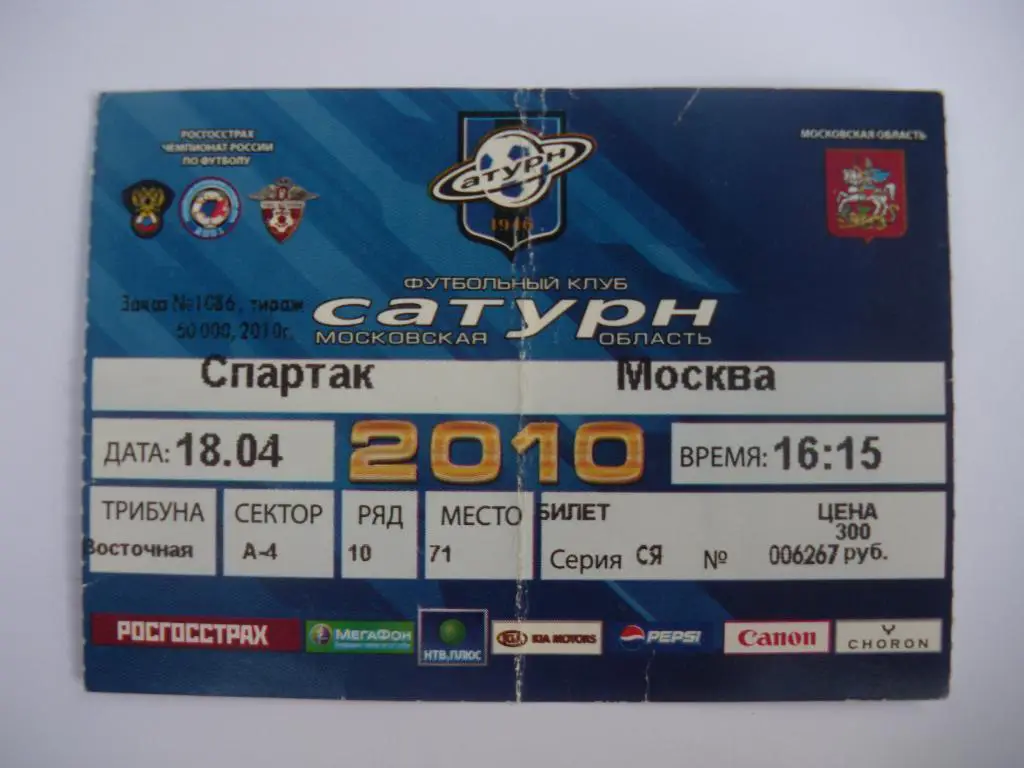 РОСГОССТРАХ
ЧЕМПИОНАТ РОССИИ
ПО ФУТБОЛУ
МОСКОВСКАЯ ОБЛАСТЬ
САТУРН
1946
ФУТБОЛЬНЫЙ КЛУБ
САТУРН
МОСКОВСКАЯ ОБЛАСТЬ
Заказ №1086, тираж
50 000, 2010г.
Спартак Москва
ДАТА: 18.04 2010 ВРЕМЯ: 16:15
ТРИБУНА СЕКТОР РЯД МЕСТО БИЛЕТ ЦЕНА
Восточная А-4 10 71 Серия СЯ № 006267 300 руб.
РОСГОССТРАХ МЕГАФОН НТВ ПЛЮС KIA MOTORS PEPSI Canon CHORON